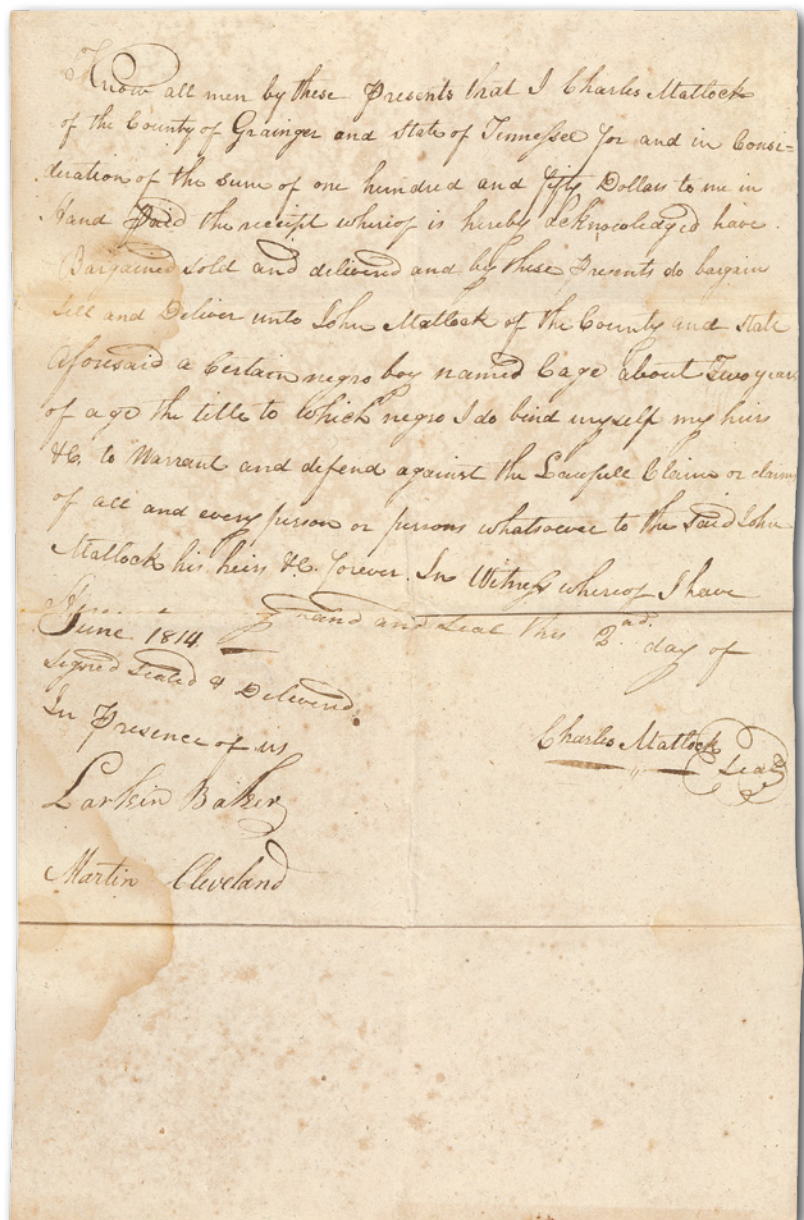 Know all men by these Presents that I Charles Matlock
of the County of Grainger and State of Tennessee for and in Consi=
deration of the sum of one hundred and fifty Dollars to me in
Hand Paid the receipt whereof is hereby acknowledged have
Bargained sold and delivered and by these Presents do bargain
sell and Deliver unto John Matlock of the County and State
Aforesaid a Certain negro boy named Cage about Two years
of age the title to which negro I do bind myself my heirs
&C. to Warrant and defend against the Lawfull Claim or claims
of all and every person or persons whatsoever to the said John
Matlock his heirs &C. forever. In Witness whereof I have
hand and seal this 2nd. day of
June 1814.
Signed Sealed & Delivered
In Presence of us
Charles Matlock Seal
Larkin Baker
Martin Cleveland